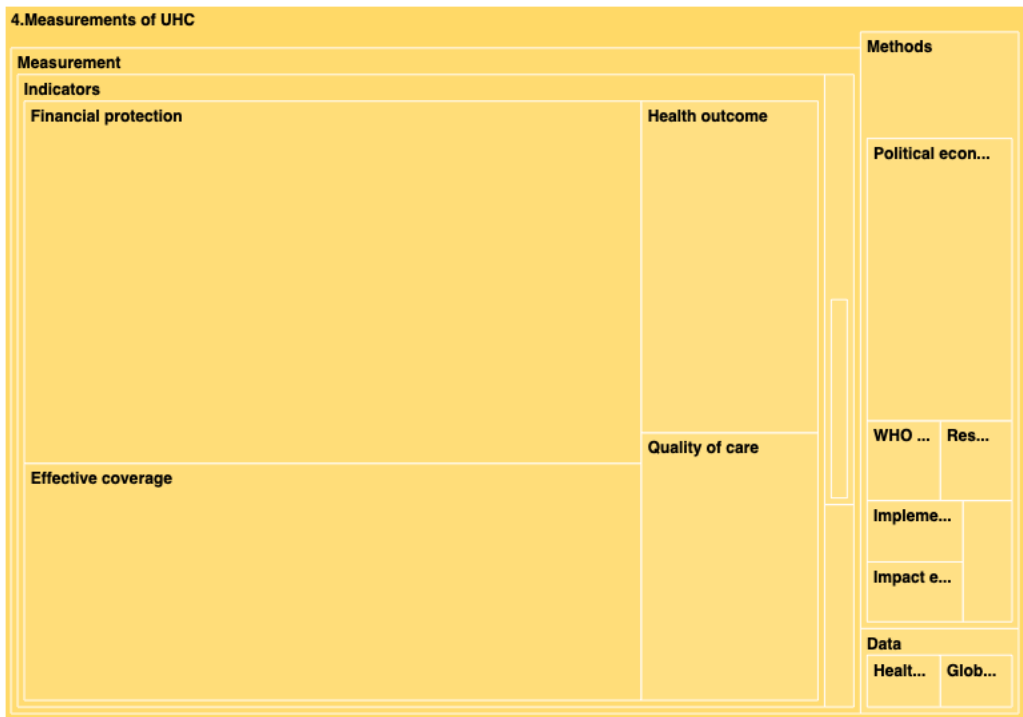 4.Measurements of UHC
Measurement
Indicators
Financial protection
Health outcome
Effective coverage
Quality of care
Methods
Political econ...
WHO ...
Res...
Impleme...
Impact e...
Data
Healt...
Glob...